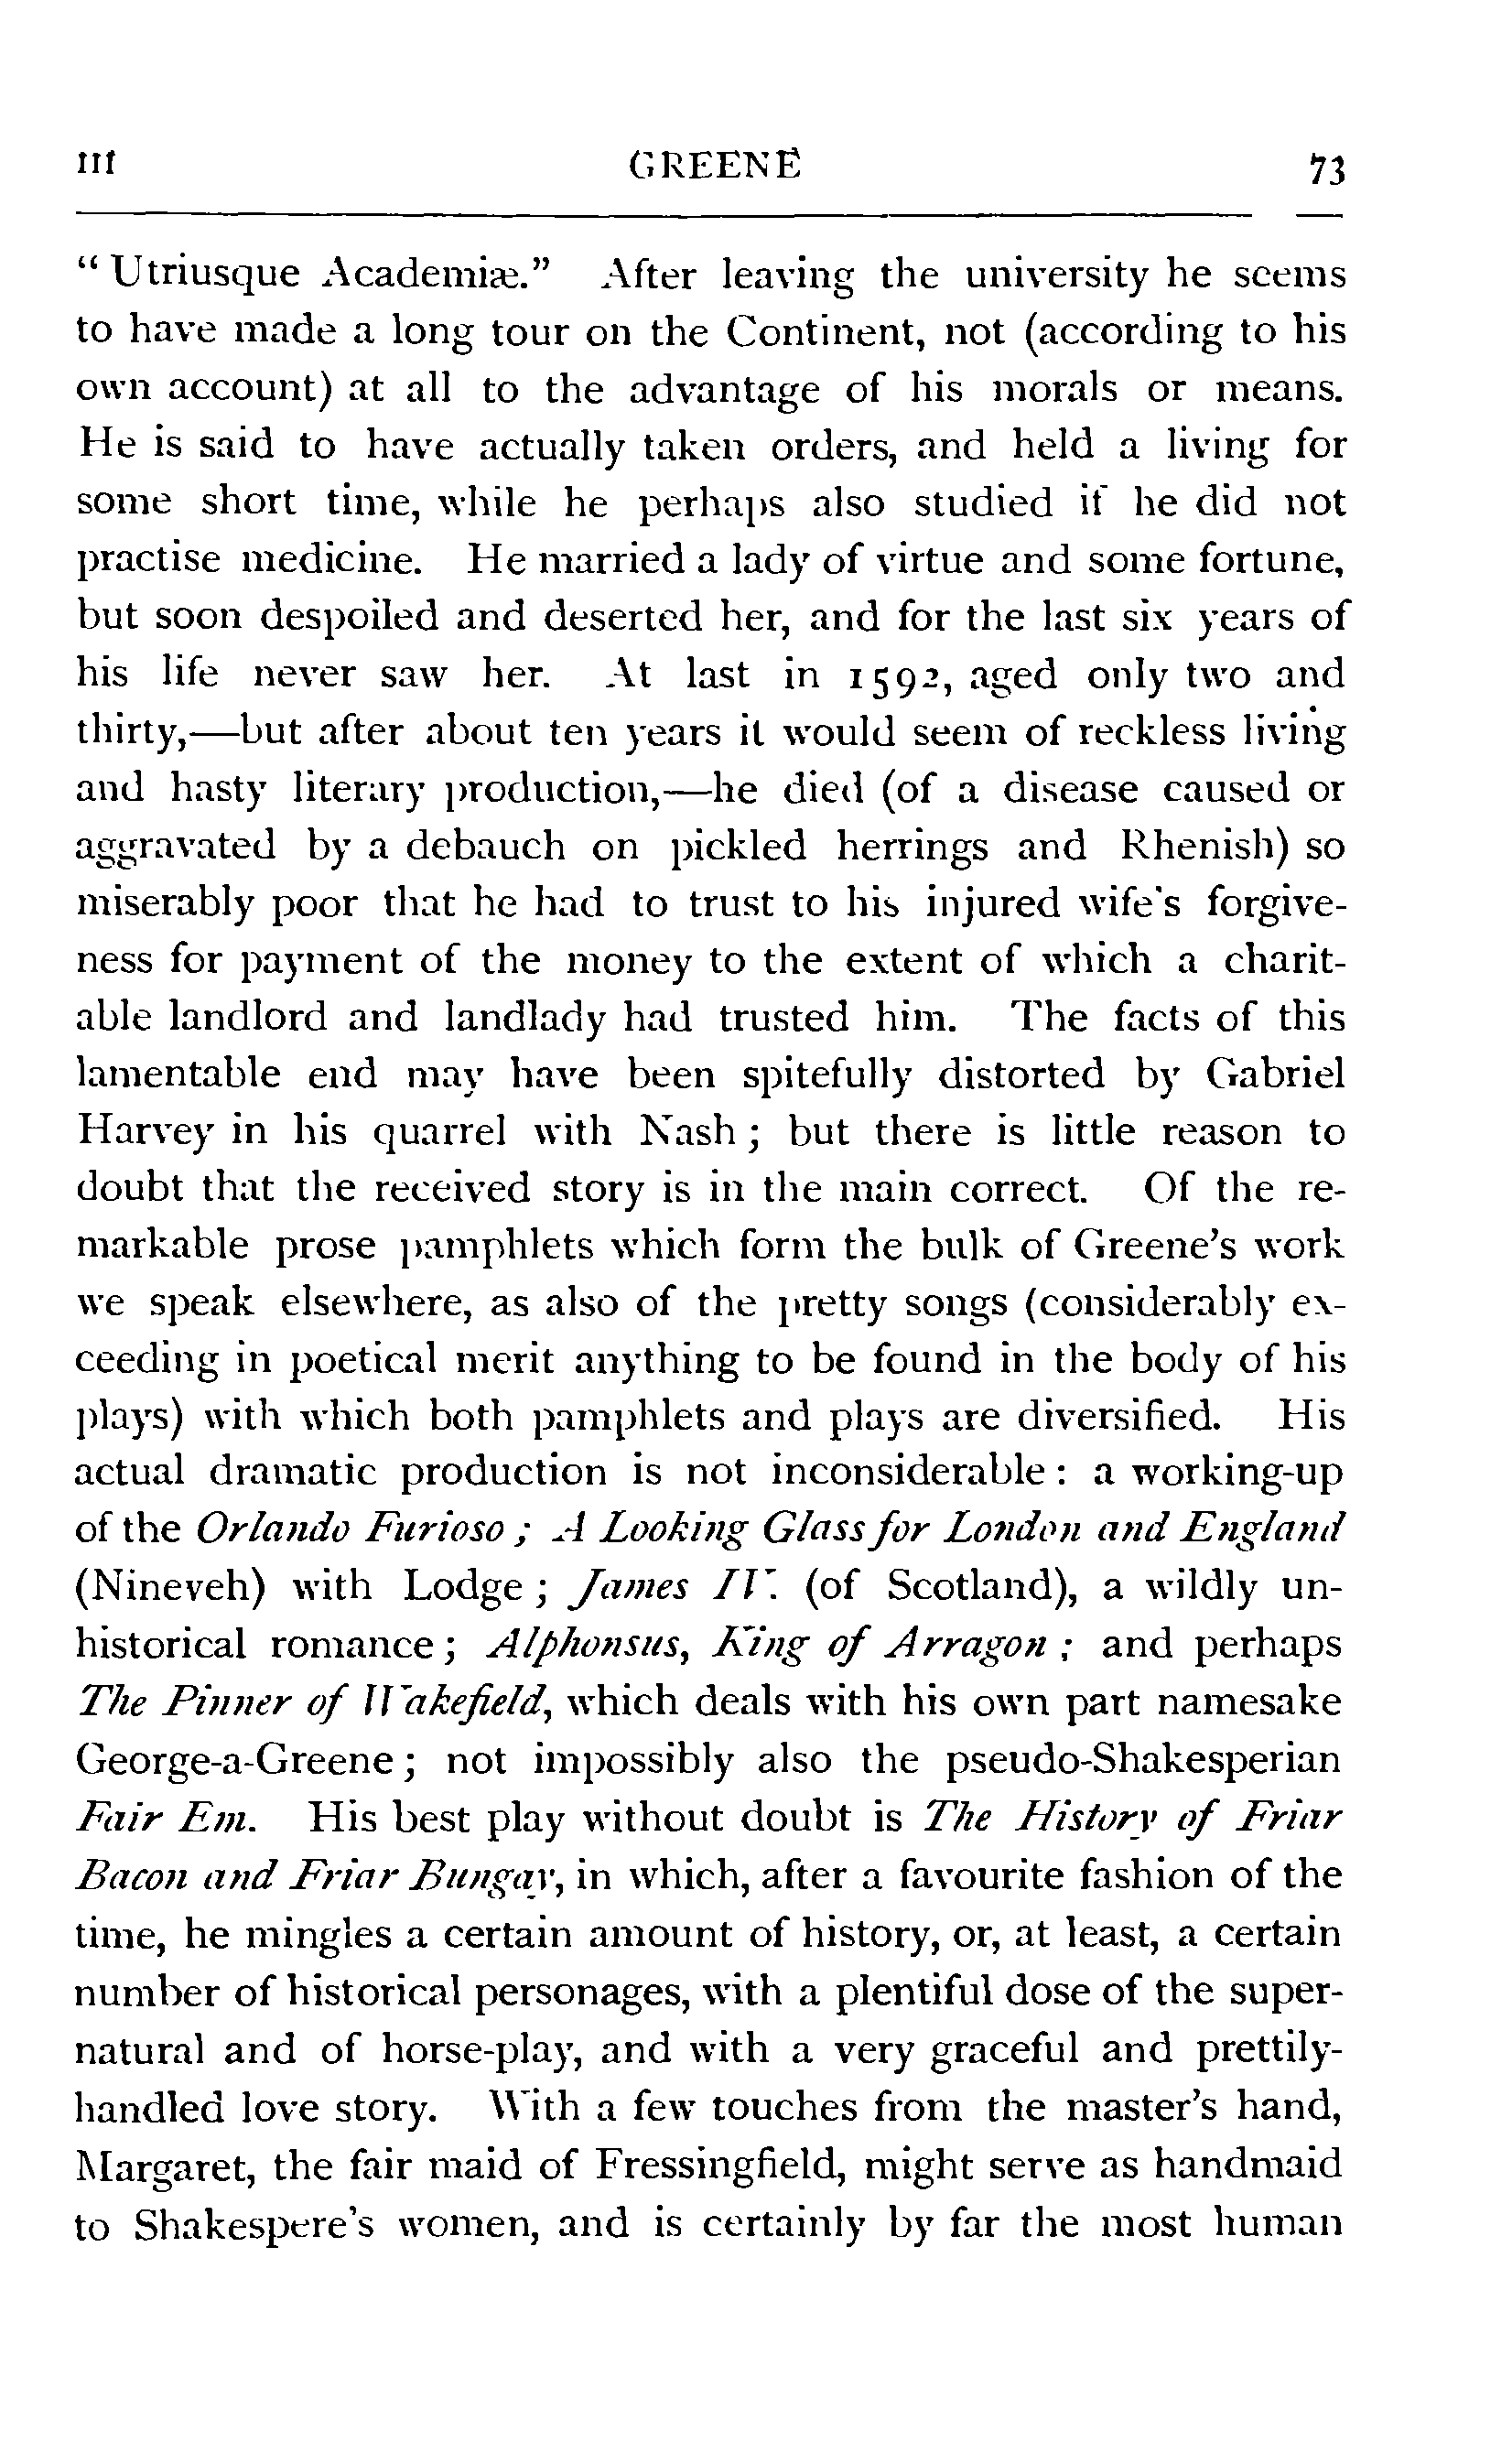 III GREENE 73
“Utriusque Academiæ.” After leaving the university he seems
to have made a long tour on the Continent, not (according to his
own account) at all to the advantage of his morals or means.
He is said to have actually taken orders, and held a living for
some short time, while he perhaps also studied if he did not
practise medicine. He married a lady of virtue and some fortune,
but soon despoiled and deserted her, and for the last six years of
his life never saw her. At last in 1592, aged only two and
thirty,—but after about ten years it would seem of reckless living
and hasty literary production,—he died (of a disease caused or
aggravated by a debauch on pickled herrings and Rhenish) so
miserably poor that he had to trust to his injured wife's forgive-
ness for payment of the money to the extent of which a charit-
able landlord and landlady had trusted him. The facts of this
lamentable end may have been spitefully distorted by Gabriel
Harvey in his quarrel with Nash; but there is little reason to
doubt that the received story is in the main correct. Of the re-
markable prose pamphlets which form the bulk of Greene’s work
we speak elsewhere, as also of the pretty songs (considerably ex-
ceeding in poetical merit anything to be found in the body of his
plays) with which both pamphlets and plays are diversified. His
actual dramatic production is not inconsiderable: a working-up
of the Orlando Furioso; A Looking Glass for London and England
(Nineveh) with Lodge; James IV. (of Scotland), a wildly un-
historical romance; Alphonsus, King of Arragon; and perhaps
The Pinner of Wakefield, which deals with his own part namesake
George-a-Greene; not impossibly also the pseudo-Shakesperian
Fair Em. His best play without doubt is The History of Friar
Bacon and Friar Bungay, in which, after a favourite fashion of the
time, he mingles a certain amount of history, or, at least, a certain
number of historical personages, with a plentiful dose of the super-
natural and of horse-play, and with a very graceful and prettily-
handled love story. With a few touches from the master’s hand,
Margaret, the fair maid of Fressingfield, might serve as handmaid
to Shakespere’s women, and is certainly by far the most human